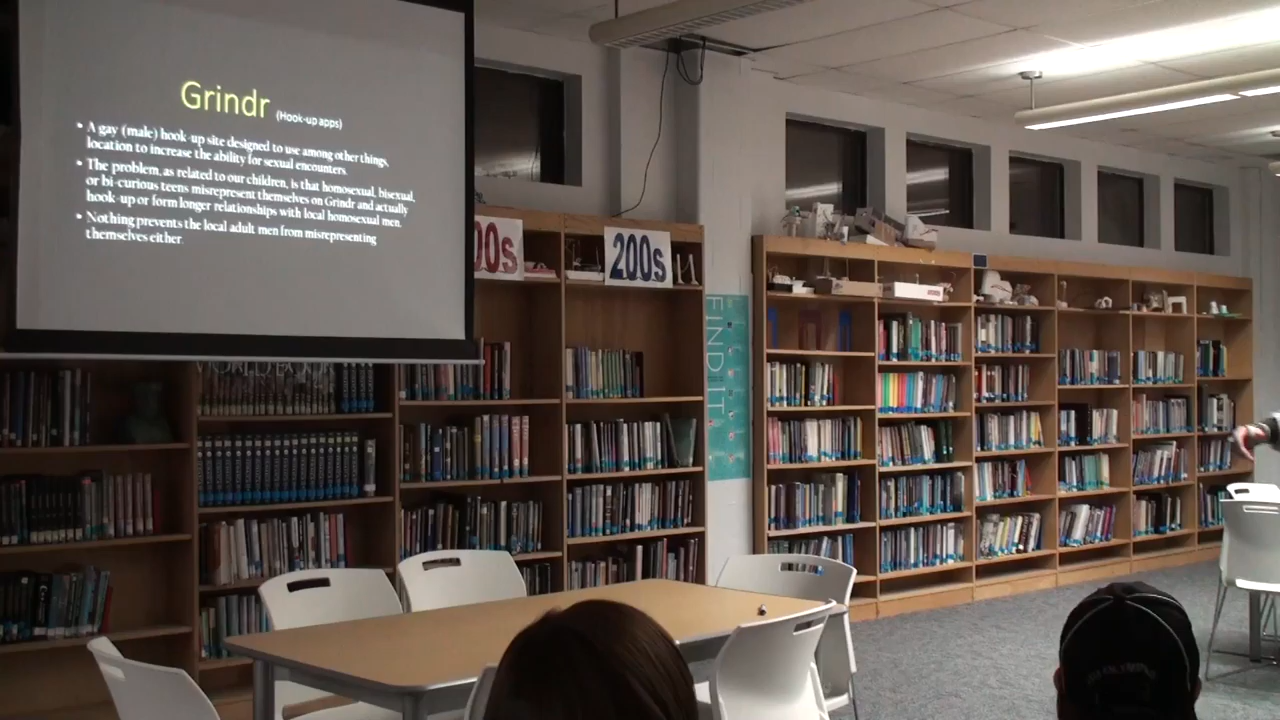 Grindr (Hook-up apps)
• A gay (male) hook-up site designed to use among other things,
location to increase the ability for sexual encounters.
• The problem, as related to our children, is that homosexual, bisexual,
or bi-curious teens misrepresent themselves on Grindr and actually
hook-up or form longer relationships with local homosexual men.
• Nothing prevents the local adult men from misrepresenting
themselves either.
00s
200s
FIND IT
WORLD BOOK